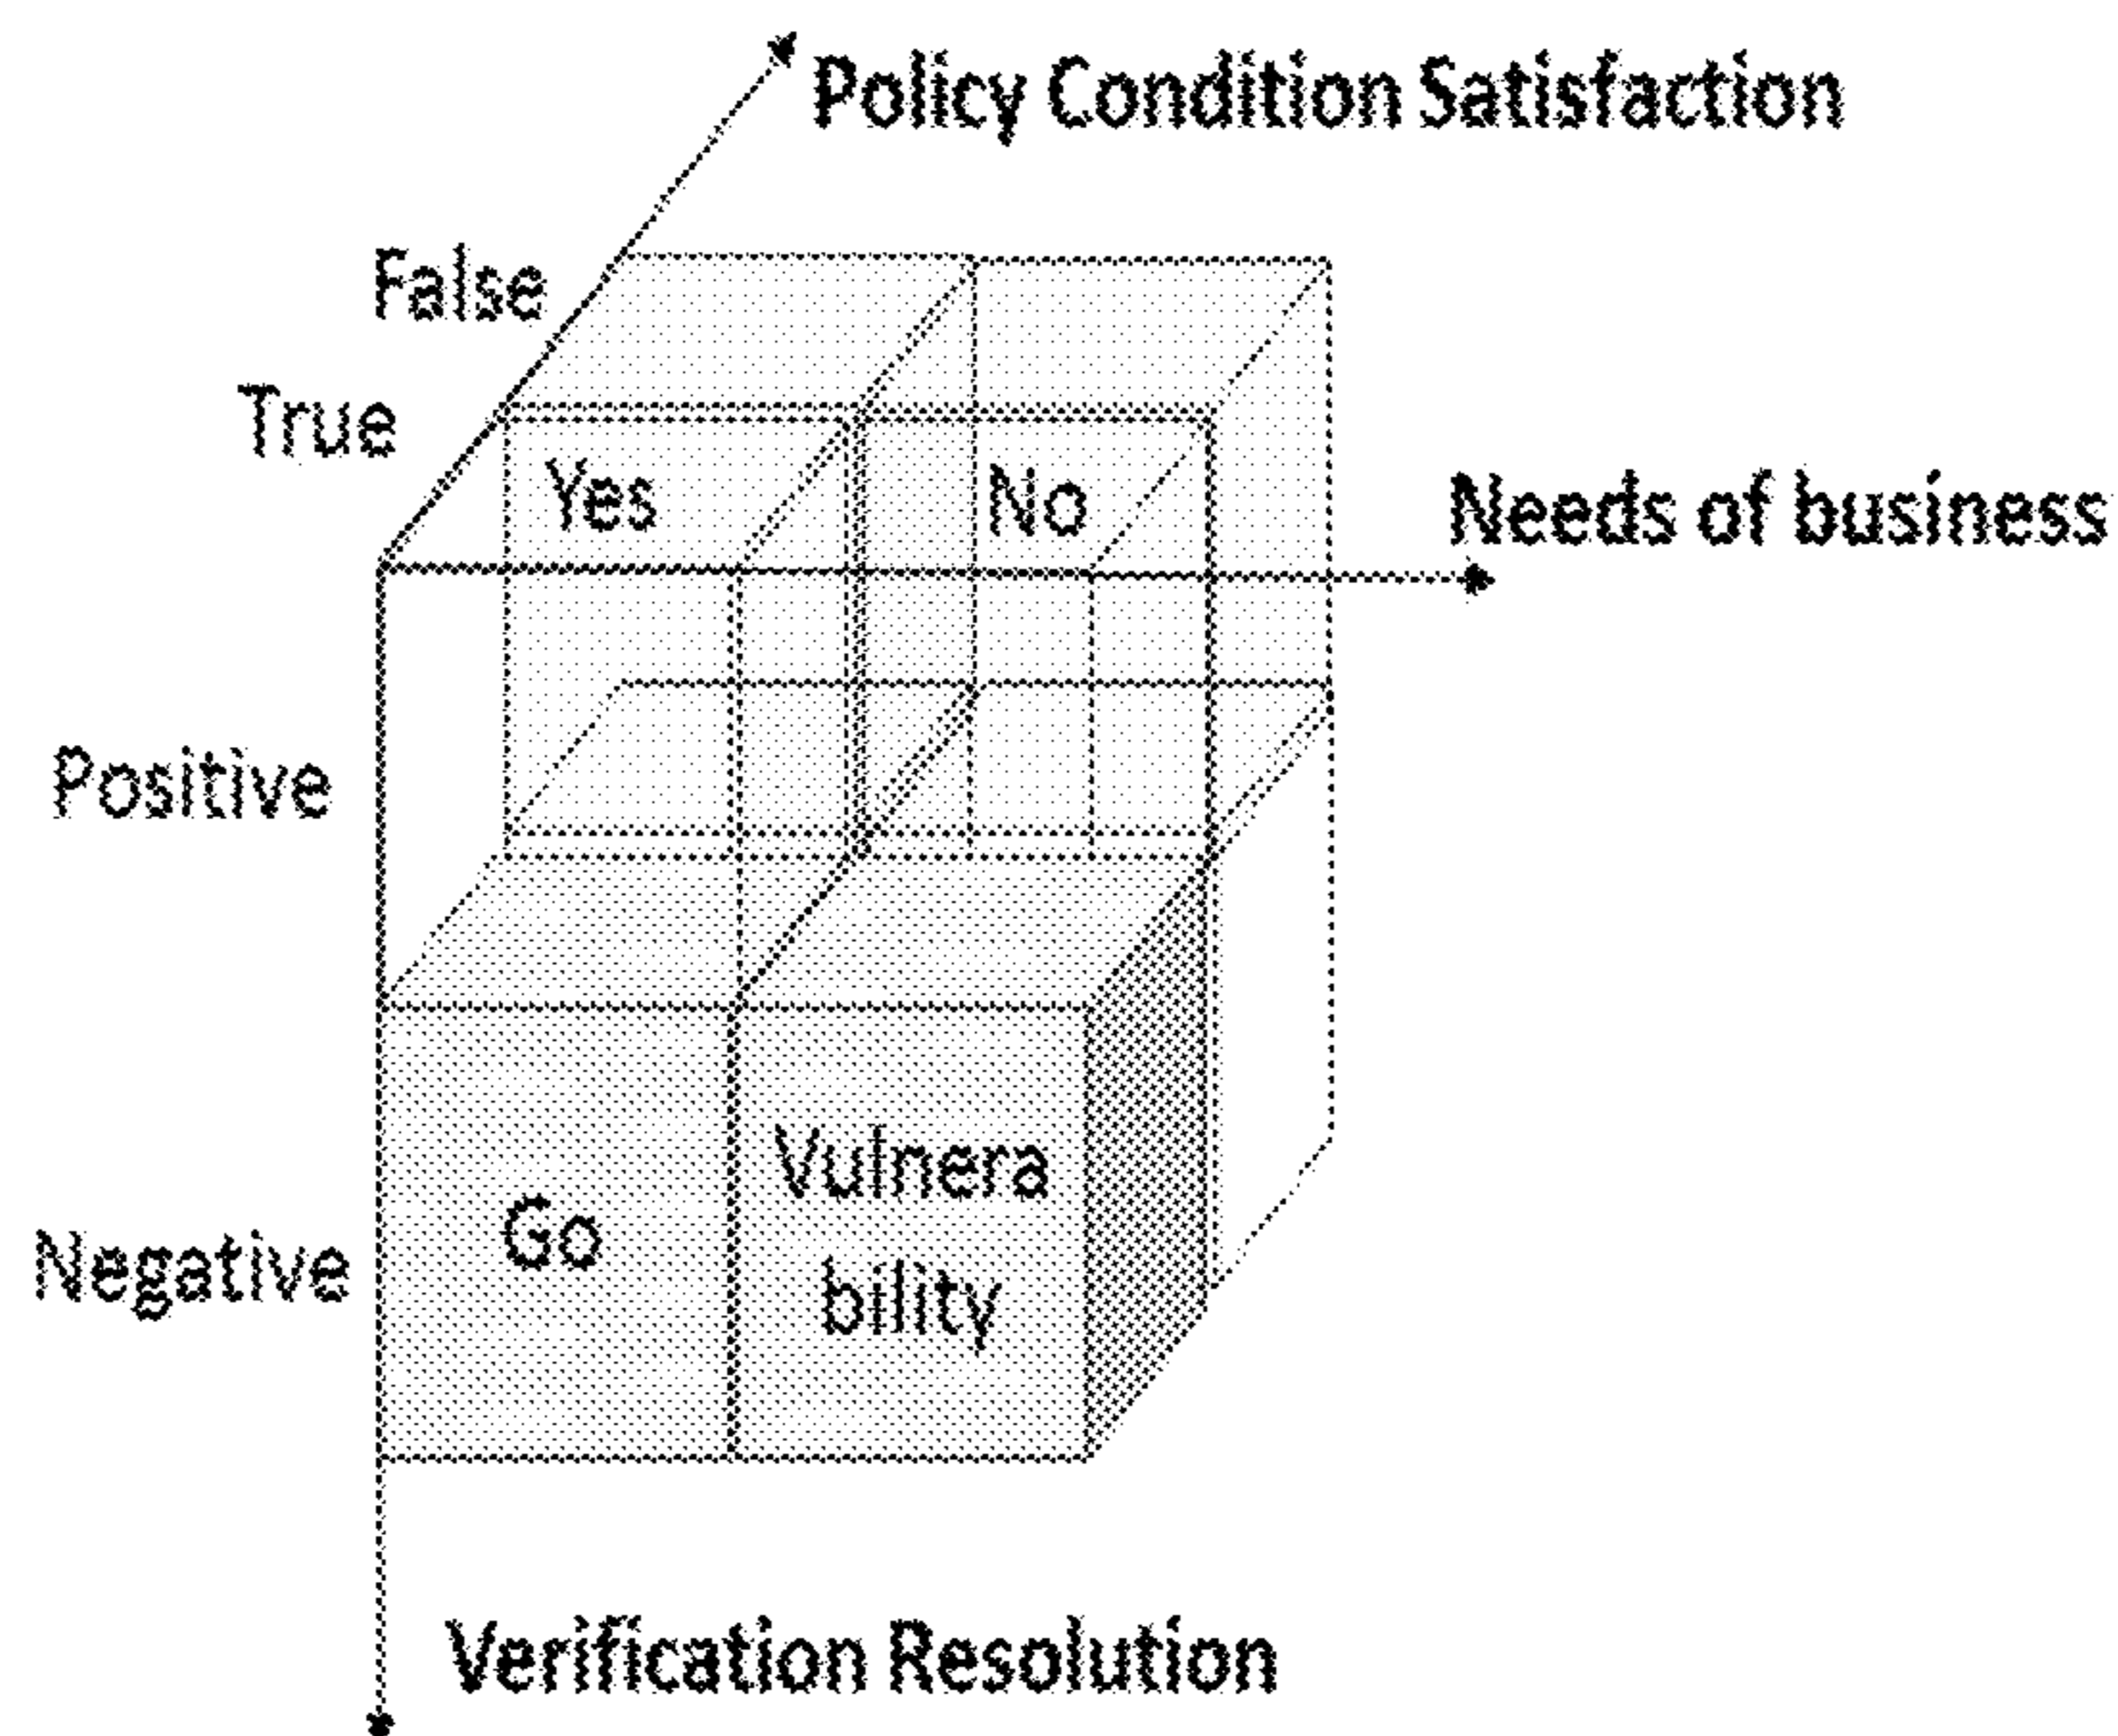 Policy Condition Satisfaction
False
True
Yes
No
Needs of business
Positive
Vulnera
Go
Negative
bility
Verification Resolution